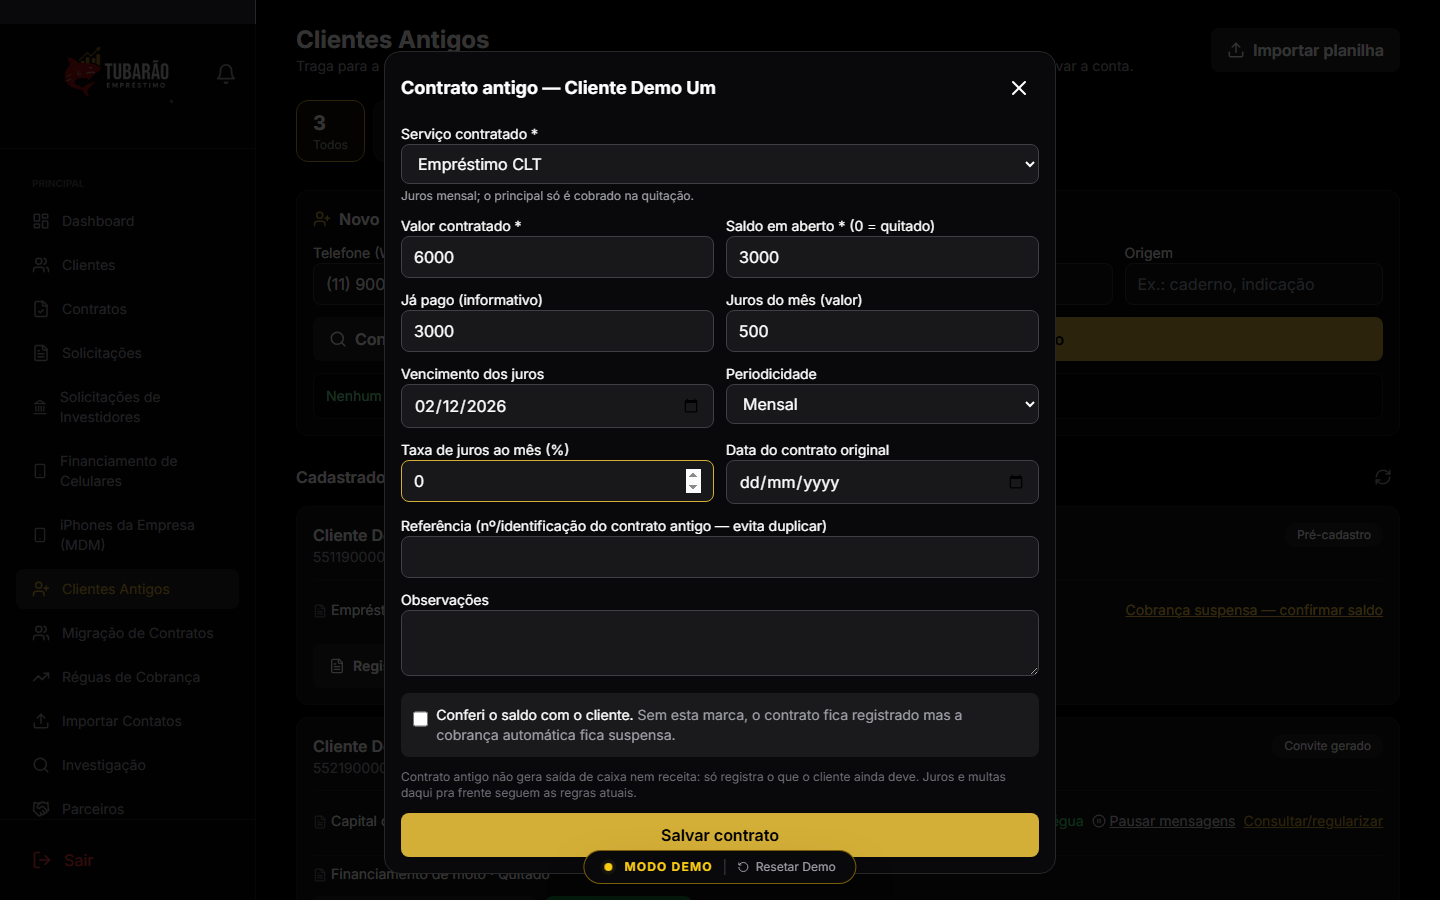 TUBARÃO
EMPRÉSTIMO
PRINCIPAL
Dashboard
Clientes
Contratos
Solicitações
Solicitações de
Investidores
Financiamento de
Celulares
iPhones da Empresa
(MDM)
Clientes Antigos
Migração de Contratos
Réguas de Cobrança
Importar Contatos
Investigação
Parceiros
Sair
Clientes Antigos
Traga para a
var a conta.
Importar planilha
3
Todos
Novo
Telefone (W
(11) 900
Origem
Ex.: caderno, indicação
Con
o
Nenhum
Cadastrado
Cliente D
551190000
Pré-cadastro
Emprést
Cobrança suspensa — confirmar saldo
Regi
Cliente D
552190000
Convite gerado
Capital
égua
Pausar mensagens
Consultar/regularizar
Financiamento de moto · Quitado
Contrato antigo — Cliente Demo Um
Serviço contratado *
Empréstimo CLT
Juros mensal; o principal só é cobrado na quitação.
Valor contratado *
Saldo em aberto * (0 = quitado)
6000
3000
Já pago (informativo)
Juros do mês (valor)
3000
500
Vencimento dos juros
Periodicidade
02/12/2026
Mensal
Taxa de juros ao mês (%)
Data do contrato original
0
dd/mm/yyyy
Referência (nº/identificação do contrato antigo — evita duplicar)
Observações
Conferi o saldo com o cliente. Sem esta marca, o contrato fica registrado mas a
cobrança automática fica suspensa.
Contrato antigo não gera saída de caixa nem receita: só registra o que o cliente ainda deve. Juros e multas
daqui pra frente seguem as regras atuais.
Salvar contrato
MODO DEMO
Resetar Demo